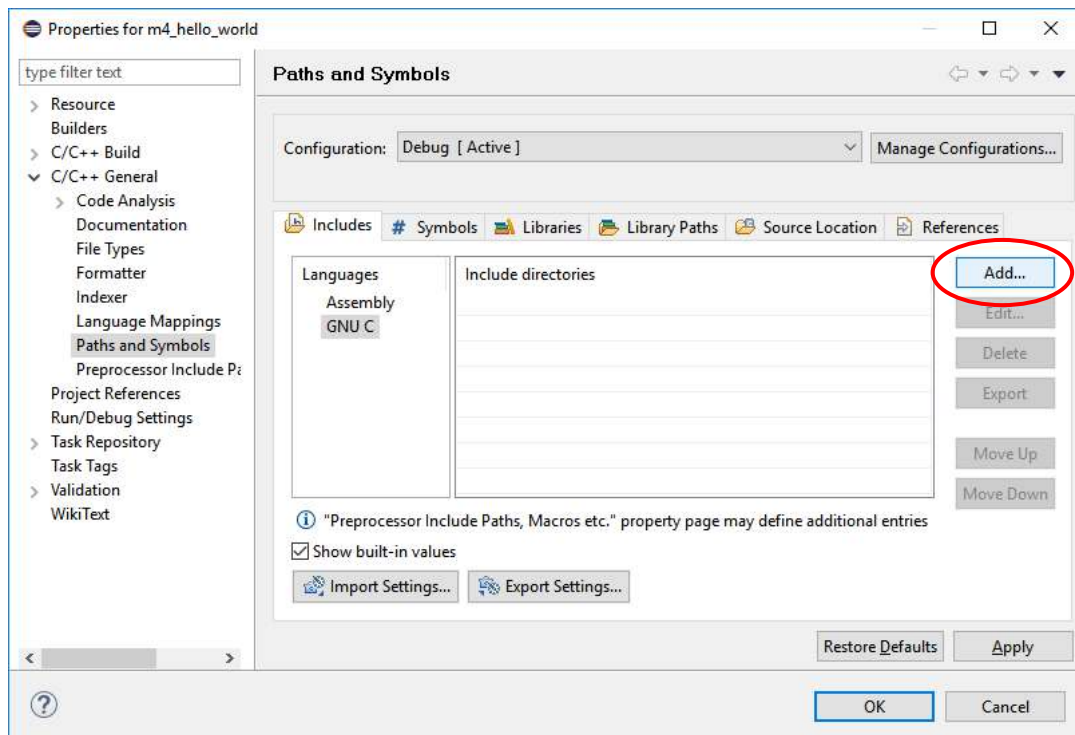 Properties for m4_hello_world
type filter text
Resource
Builders
C/C++ Build
C/C++ General
Code Analysis
Documentation
File Types
Formatter
Indexer
Language Mappings
Paths and Symbols
Preprocessor Include Pa
Project References
Run/Debug Settings
Task Repository
Task Tags
Validation
WikiText
Paths and Symbols
Configuration: Debug [ Active ] Manage Configurations...
Includes # Symbols Libraries Library Paths Source Location References
Languages
Assembly
GNU C
Include directories
Add...
Edit...
Delete
Export
Move Up
Move Down
"Preprocessor Include Paths, Macros etc." property page may define additional entries
Show built-in values
Import Settings... Export Settings...
Restore Defaults Apply
OK Cancel